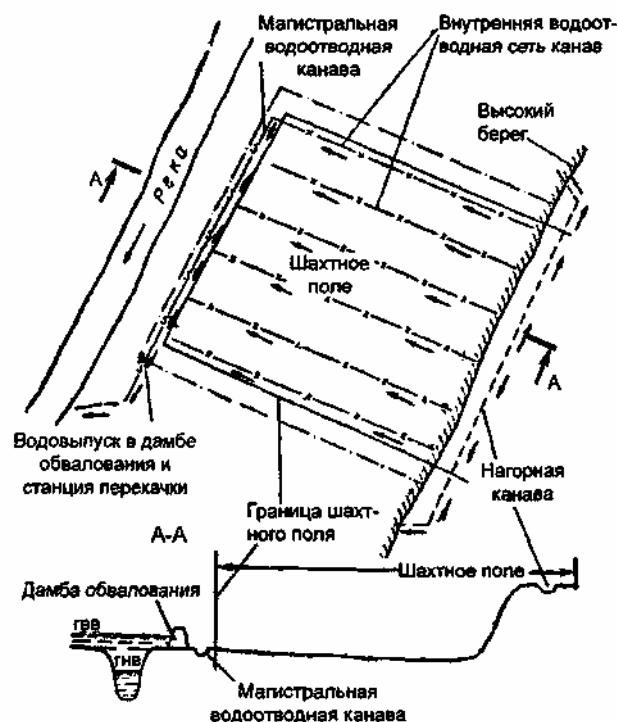 Магистральная
водоотводная
канава
Внутренняя водоот-
водная сеть канав
Высокий
берег
А
Река
Шахтное
поле
А
Водовыпуск в дамбе
обвалования и
станция перекачки
Нагорная
канава
Граница шахт-
ного поля
А-А
Шахтное поле
Дамба обвалования
ГВВ
ГНВ
Магистральная
водоотводная канава